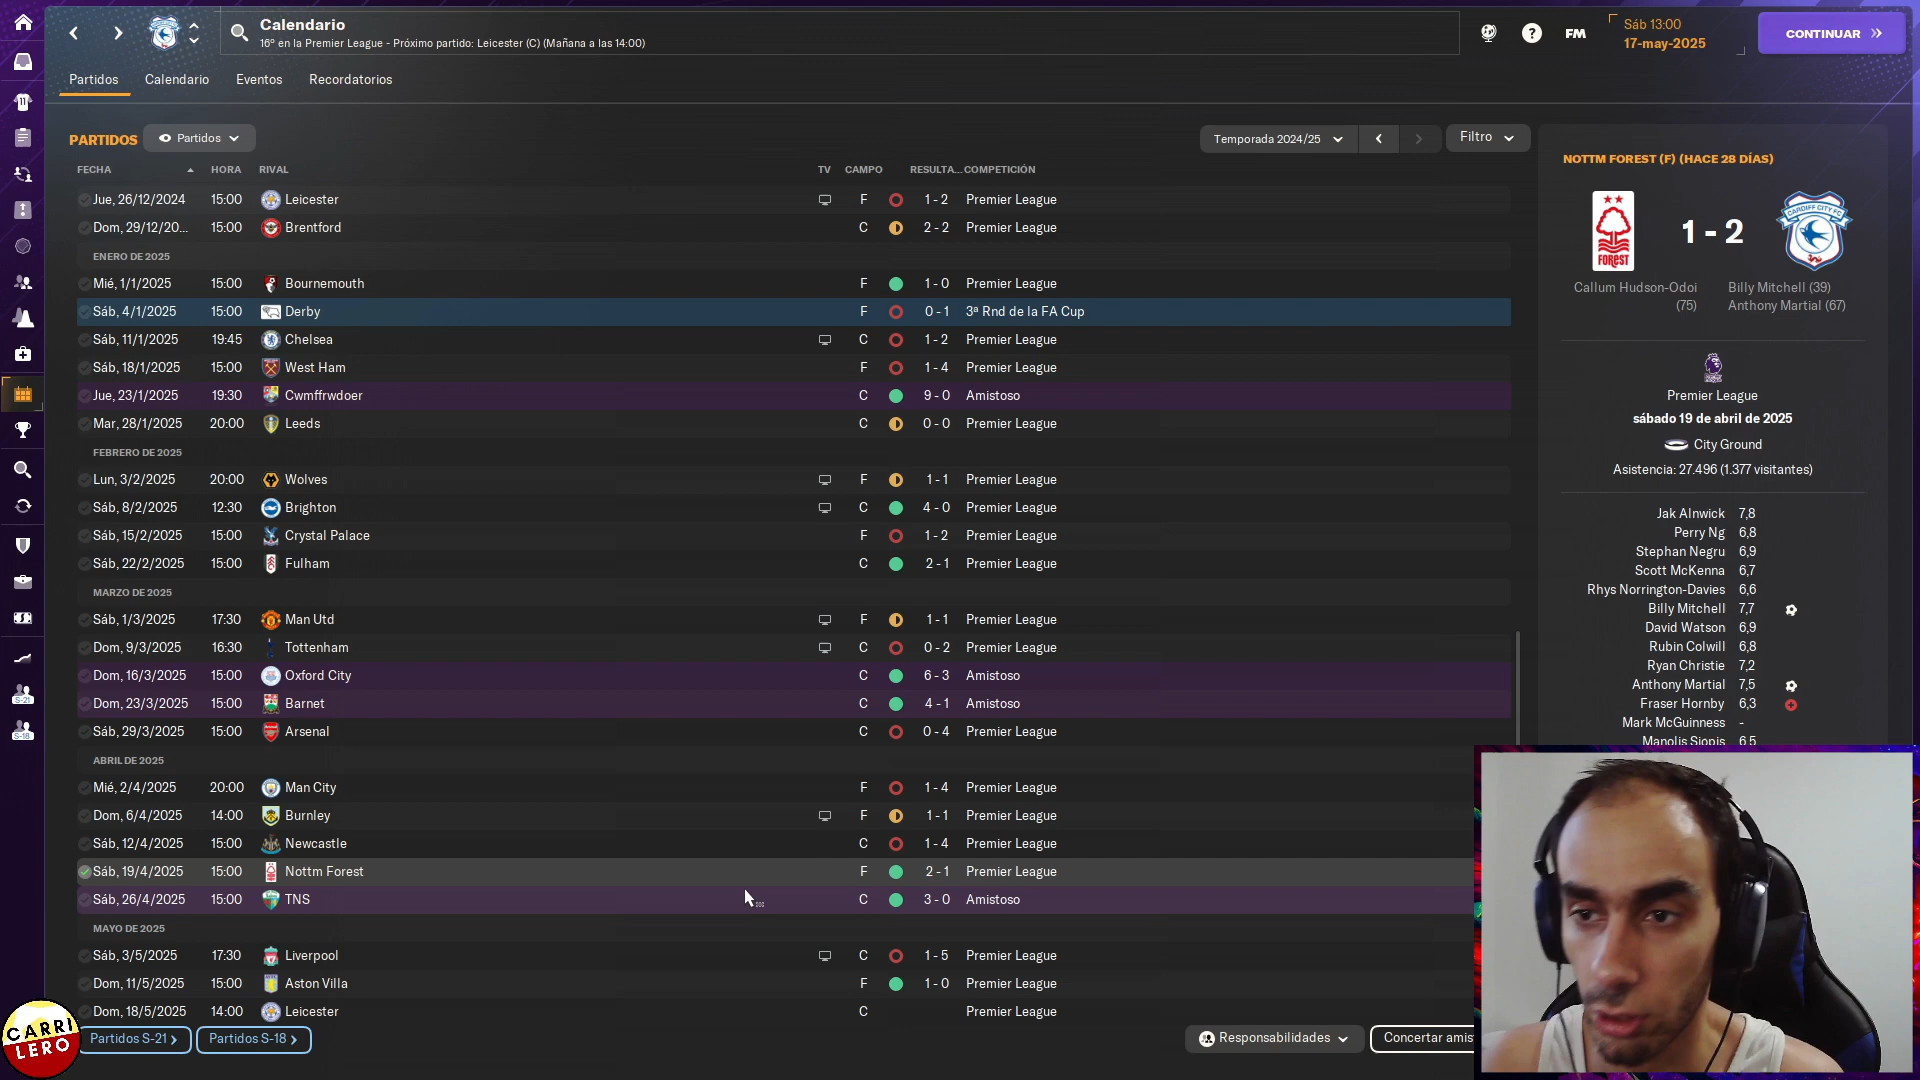 Calendario
16º en la Premier League - Próximo partido: Leicester (C) (Mañana a las 14:00)
FM
Sáb 13:00
17-may-2025
CONTINUAR
Partidos Calendario Eventos Recordatorios
PARTIDOS Partidos
Temporada 2024/25 Filtro
FECHA HORA RIVAL TV CAMPO RESULTA... COMPETICIÓN
Jue, 26/12/2024 15:00 Leicester F 1 - 2 Premier League
Dom, 29/12/20... 15:00 Brentford C 2 - 2 Premier League
ENERO DE 2025
Mié, 1/1/2025 15:00 Bournemouth F 1 - 0 Premier League
Sáb, 4/1/2025 15:00 Derby F 0 - 1 3ª Rnd de la FA Cup
Sáb, 11/1/2025 19:45 Chelsea C 1 - 2 Premier League
Sáb, 18/1/2025 15:00 West Ham F 1 - 4 Premier League
Jue, 23/1/2025 19:30 Cwmffrwdoer C 9 - 0 Amistoso
Mar, 28/1/2025 20:00 Leeds C 0 - 0 Premier League
FEBRERO DE 2025
Lun, 3/2/2025 20:00 Wolves F 1 - 1 Premier League
Sáb, 8/2/2025 12:30 Brighton C 4 - 0 Premier League
Sáb, 15/2/2025 15:00 Crystal Palace F 1 - 2 Premier League
Sáb, 22/2/2025 15:00 Fulham C 2 - 1 Premier League
MARZO DE 2025
Sáb, 1/3/2025 17:30 Man Utd F 1 - 1 Premier League
Dom, 9/3/2025 16:30 Tottenham C 0 - 2 Premier League
Dom, 16/3/2025 15:00 Oxford City C 6 - 3 Amistoso
Dom, 23/3/2025 15:00 Barnet C 4 - 1 Amistoso
Sáb, 29/3/2025 15:00 Arsenal C 0 - 4 Premier League
ABRIL DE 2025
Mié, 2/4/2025 20:00 Man City F 1 - 4 Premier League
Dom, 6/4/2025 14:00 Burnley F 1 - 1 Premier League
Sáb, 12/4/2025 15:00 Newcastle C 1 - 4 Premier League
Sáb, 19/4/2025 15:00 Nottm Forest F 2 - 1 Premier League
Sáb, 26/4/2025 15:00 TNS C 3 - 0 Amistoso
MAYO DE 2025
Sáb, 3/5/2025 17:30 Liverpool C 1 - 5 Premier League
Dom, 11/5/2025 15:00 Aston Villa F 1 - 0 Premier League
Dom, 18/5/2025 14:00 Leicester C Premier League
Partidos S-21 Partidos S-18
Responsabilidades Concertar amis
NOTTM FOREST (F) (HACE 28 DÍAS)
FOREST
CARDIFF CITY FC
1 - 2
Callum Hudson-Odoi (75)
Billy Mitchell (39)
Anthony Martial (67)
Premier League
sábado 19 de abril de 2025
City Ground
Asistencia: 27.496 (1.377 visitantes)
Jak Alnwick 7,8
Perry Ng 6,8
Stephan Negru 6,9
Scott McKenna 6,7
Rhys Norrington-Davies 6,6
Billy Mitchell 7,7
David Watson 6,9
Rubin Colwill 6,8
Ryan Christie 7,2
Anthony Martial 7,5
Fraser Hornby 6,3
Mark McGuinness -
Manolis Siopis 6,5
S-21
S-18
CARRI
LERO